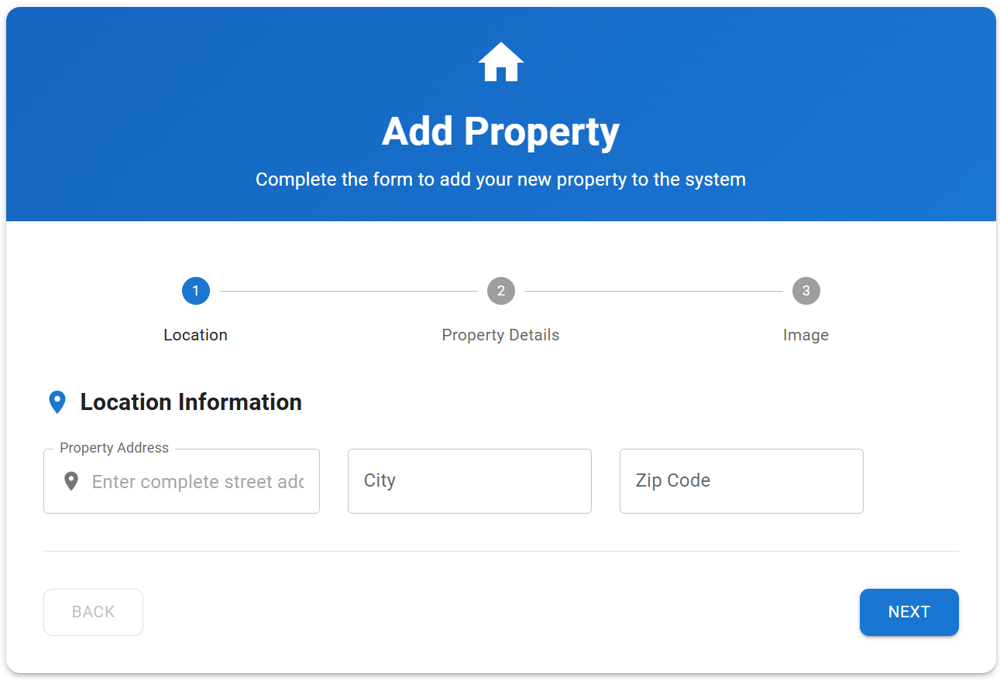 Add Property
Complete the form to add your new property to the system
1
2
3
Location
Property Details
Image
Location Information
Property Address
Enter complete street add
City
Zip Code
BACK
NEXT